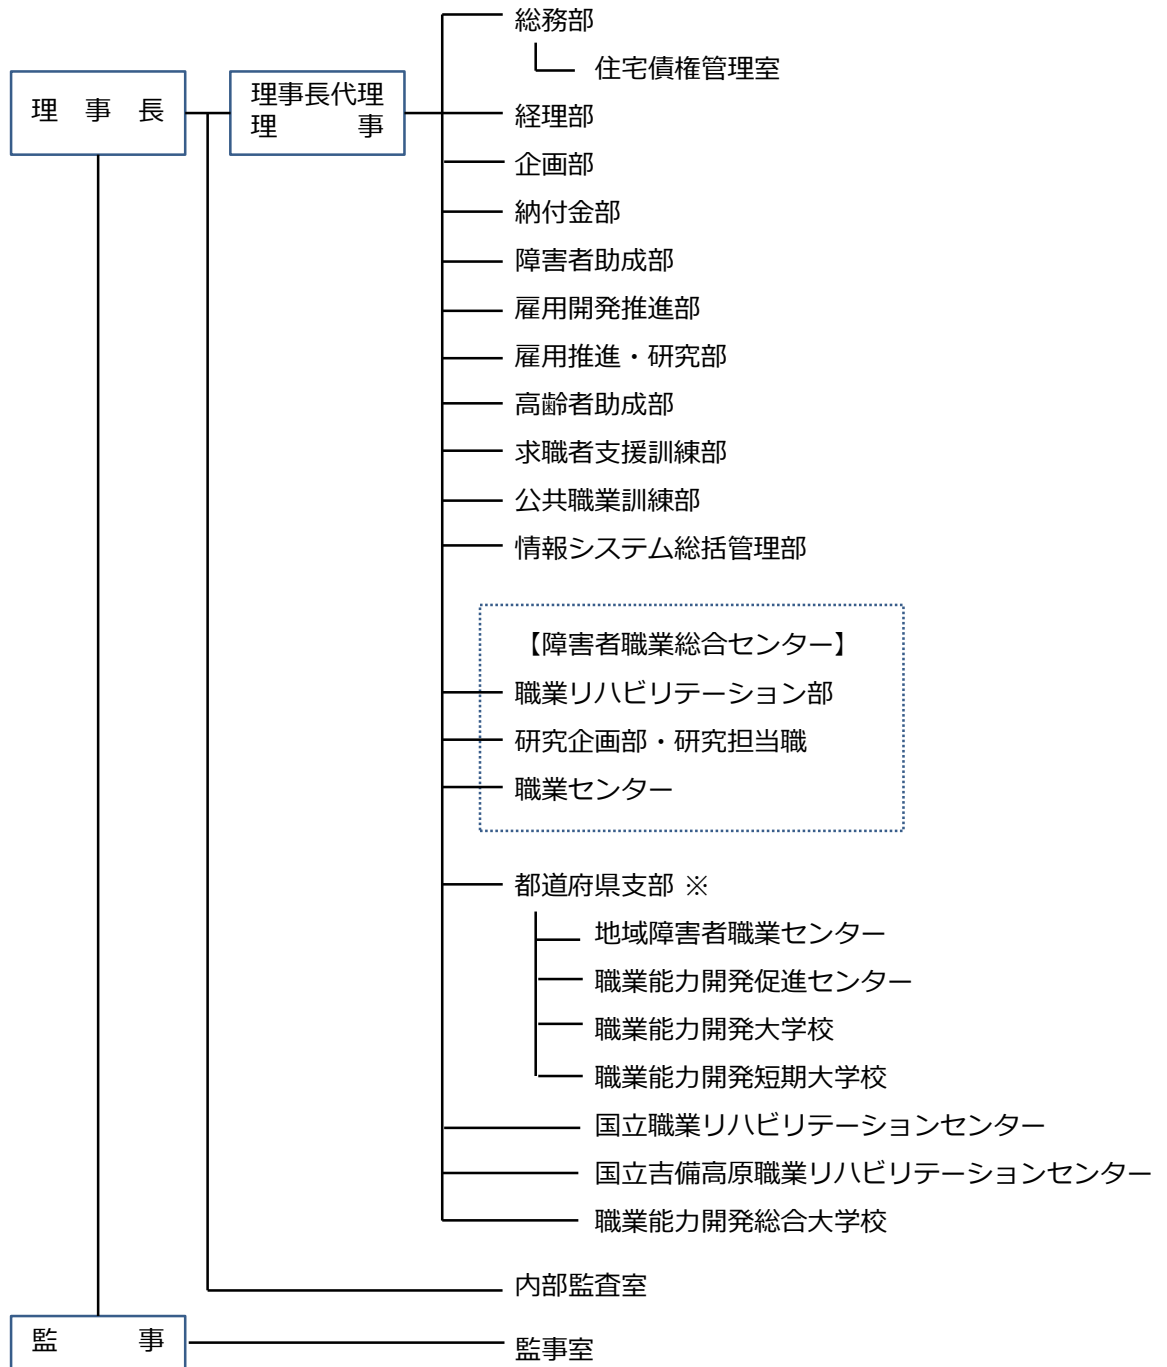 総務部
住宅債権管理室
理 事 長
理事長代理
理 事
経理部
企画部
納付金部
障害者助成部
雇用開発推進部
雇用推進・研究部
高齢者助成部
求職者支援訓練部
公共職業訓練部
情報システム総括管理部
【障害者職業総合センター】
職業リハビリテーション部
研究企画部・研究担当職
職業センター
都道府県支部 ※
地域障害者職業センター
職業能力開発促進センター
職業能力開発大学校
職業能力開発短期大学校
国立職業リハビリテーションセンター
国立吉備高原職業リハビリテーションセンター
職業能力開発総合大学校
内部監査室
監 事
監事室